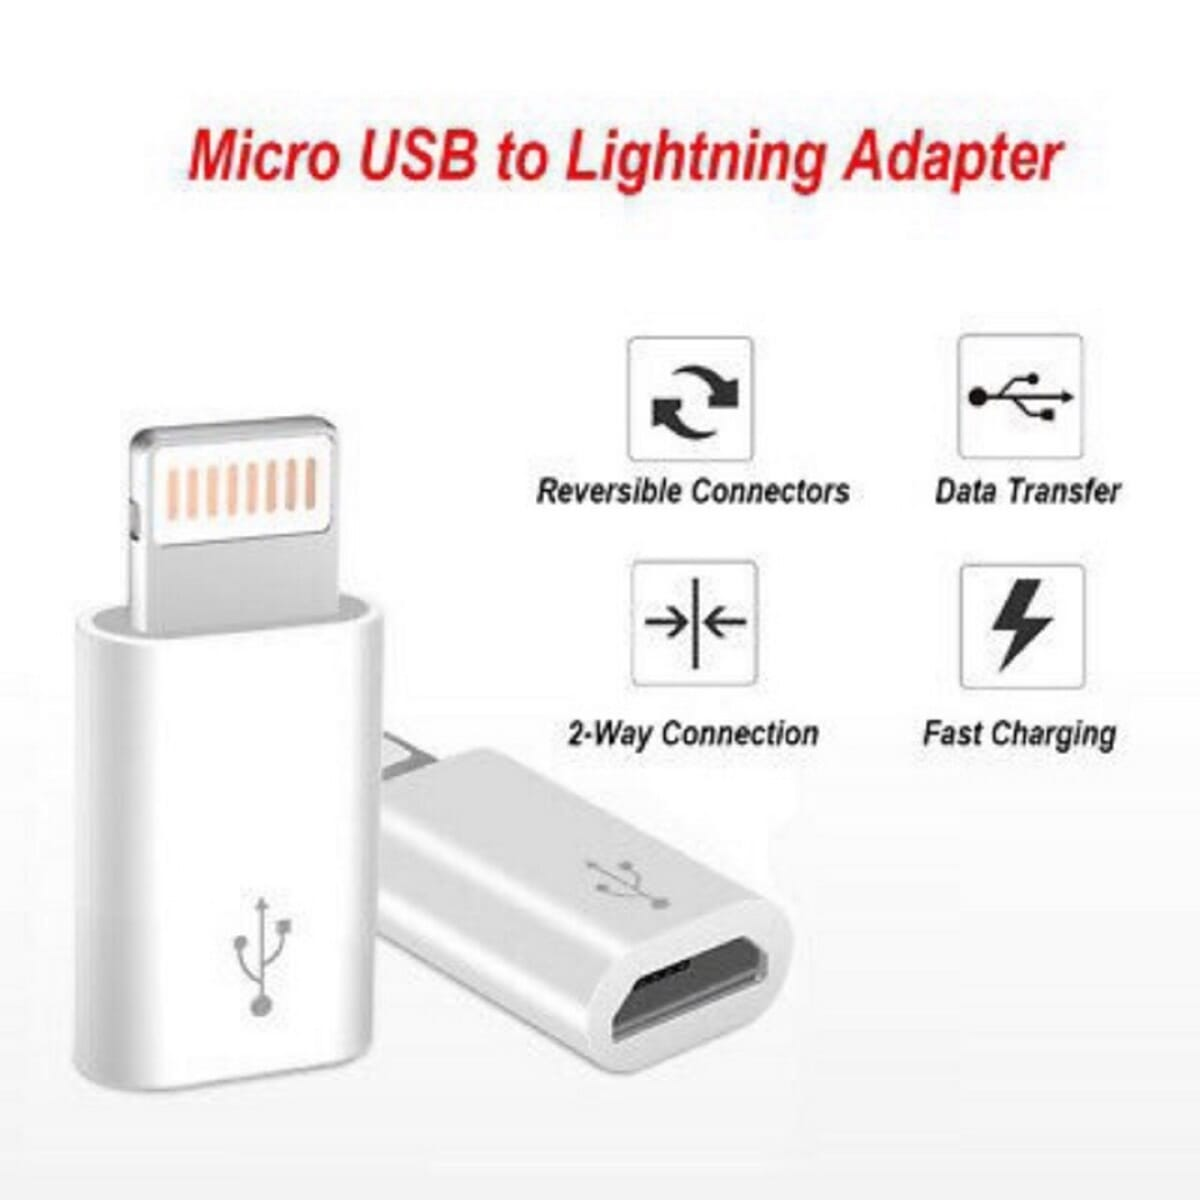 Micro USB to Lightning Adapter
Reversible Connectors
Data Transfer
2-Way Connection
Fast Charging